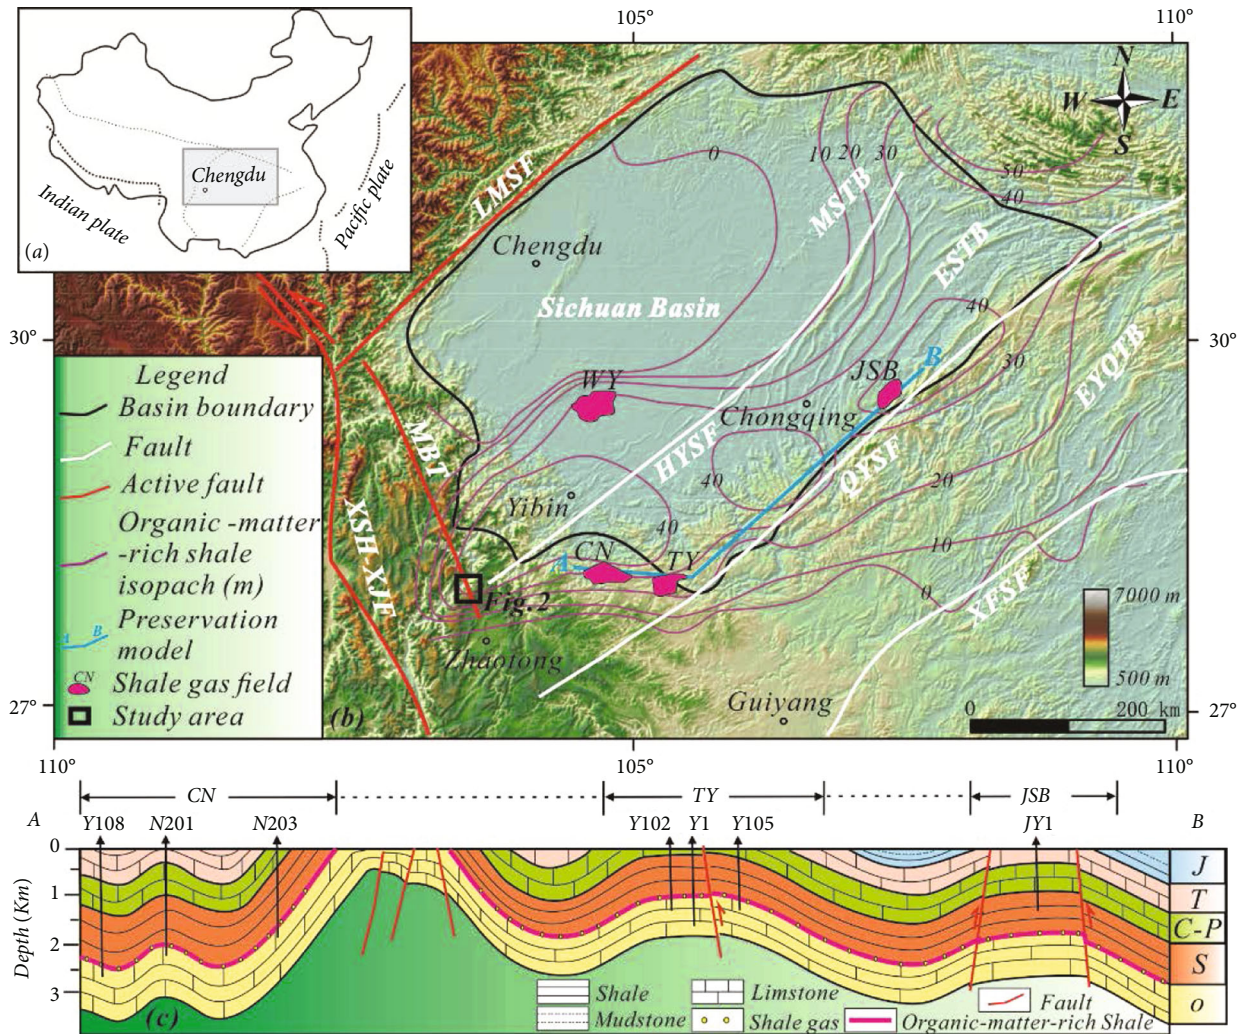 105°
110°
N
W
E
S
Chengdu
Indian plate
Pacific plate
(a)
0
10
20
30
50
40
LMSF
MSTB
ESTB
Chengdu
Sichuan Basin
40
30°
30°
30
EYQTB
B
JSB
WY
Chongqing
HYSF
QYSF
MBT
40
20
Yibin
40
XSH-XJF
A
CN
TY
10
Fig.2
0
XFSF
Zhaotong
Guiyang
7000 m
500 m
0
200 km
27°
27°
(b)
Legend
Basin boundary
Fault
Active fault
Organic -matter
-rich shale
isopach (m)
A B
Preservation
model
CN
Shale gas field
Study area
110°
105°
110°
CN
TY
JSB
A
Y108
N201
N203
Y102
Y1
Y105
JY1
B
Depth (Km)
0
1
2
3
J
T
C-P
S
O
(c)
Shale
Limstone
Fault
Mudstone
Shale gas
Organic-matter-rich Shale